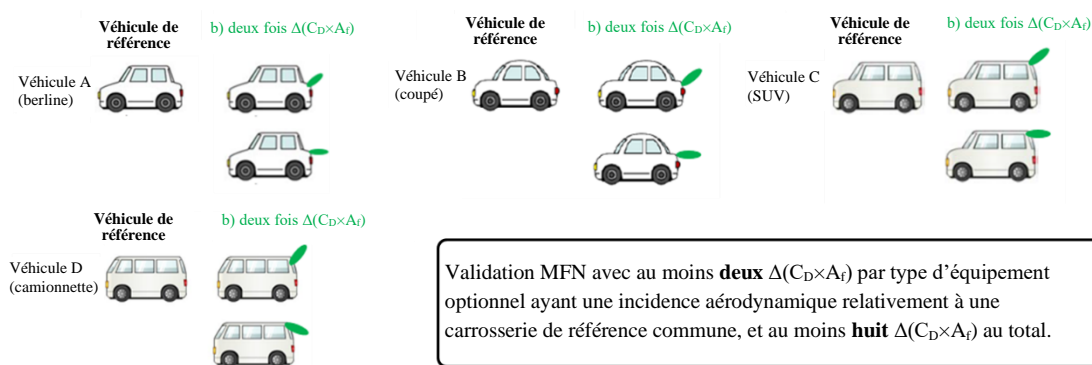 Véhicule de
référence
b) deux fois Δ(CD×Af)
Véhicule A
(berline)
Véhicule de
référence
b) deux fois Δ(CD×Af)
Véhicule B
(coupé)
Véhicule de
référence
b) deux fois Δ(CD×Af)
Véhicule C
(SUV)
Véhicule de
référence
b) deux fois Δ(CD×Af)
Véhicule D
(camionnette)
Validation MFN avec au moins deux Δ(CD×Af) par type d’équipement
optionnel ayant une incidence aérodynamique relativement à une
carrosserie de référence commune, et au moins huit Δ(CD×Af) au total.